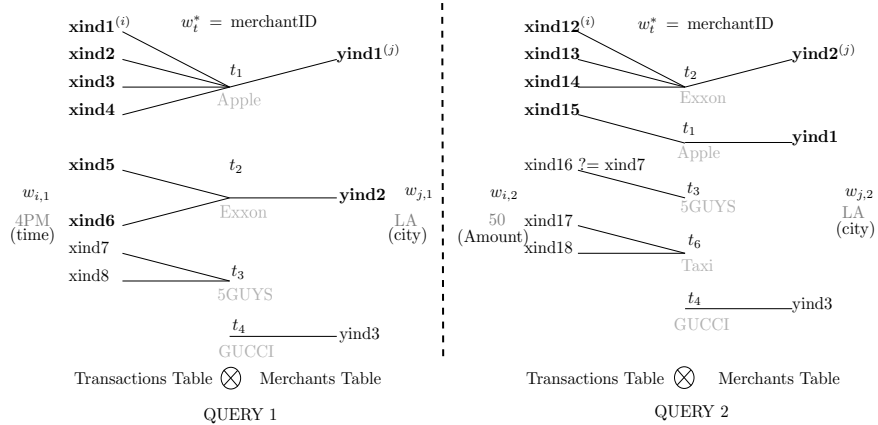 w_t^* = merchantID
xind1^(i)
xind2
xind3
xind4
t_1
Apple
yind1^(j)
xind5
xind6
t_2
Exxon
yind2
w_{i,1}
4PM
(time)
w_{j,1}
LA
(city)
xind7
xind8
t_3
5GUYS
t_4
GUCCI
yind3
Transactions Table ⊗ Merchants Table
QUERY 1
w_t^* = merchantID
xind12^(i)
xind13
xind14
t_2
Exxon
yind2^(j)
xind15
t_1
Apple
yind1
xind16 ?= xind7
t_3
5GUYS
w_{i,2}
50
(Amount)
w_{j,2}
LA
(city)
xind17
xind18
t_6
Taxi
t_4
GUCCI
yind3
Transactions Table ⊗ Merchants Table
QUERY 2